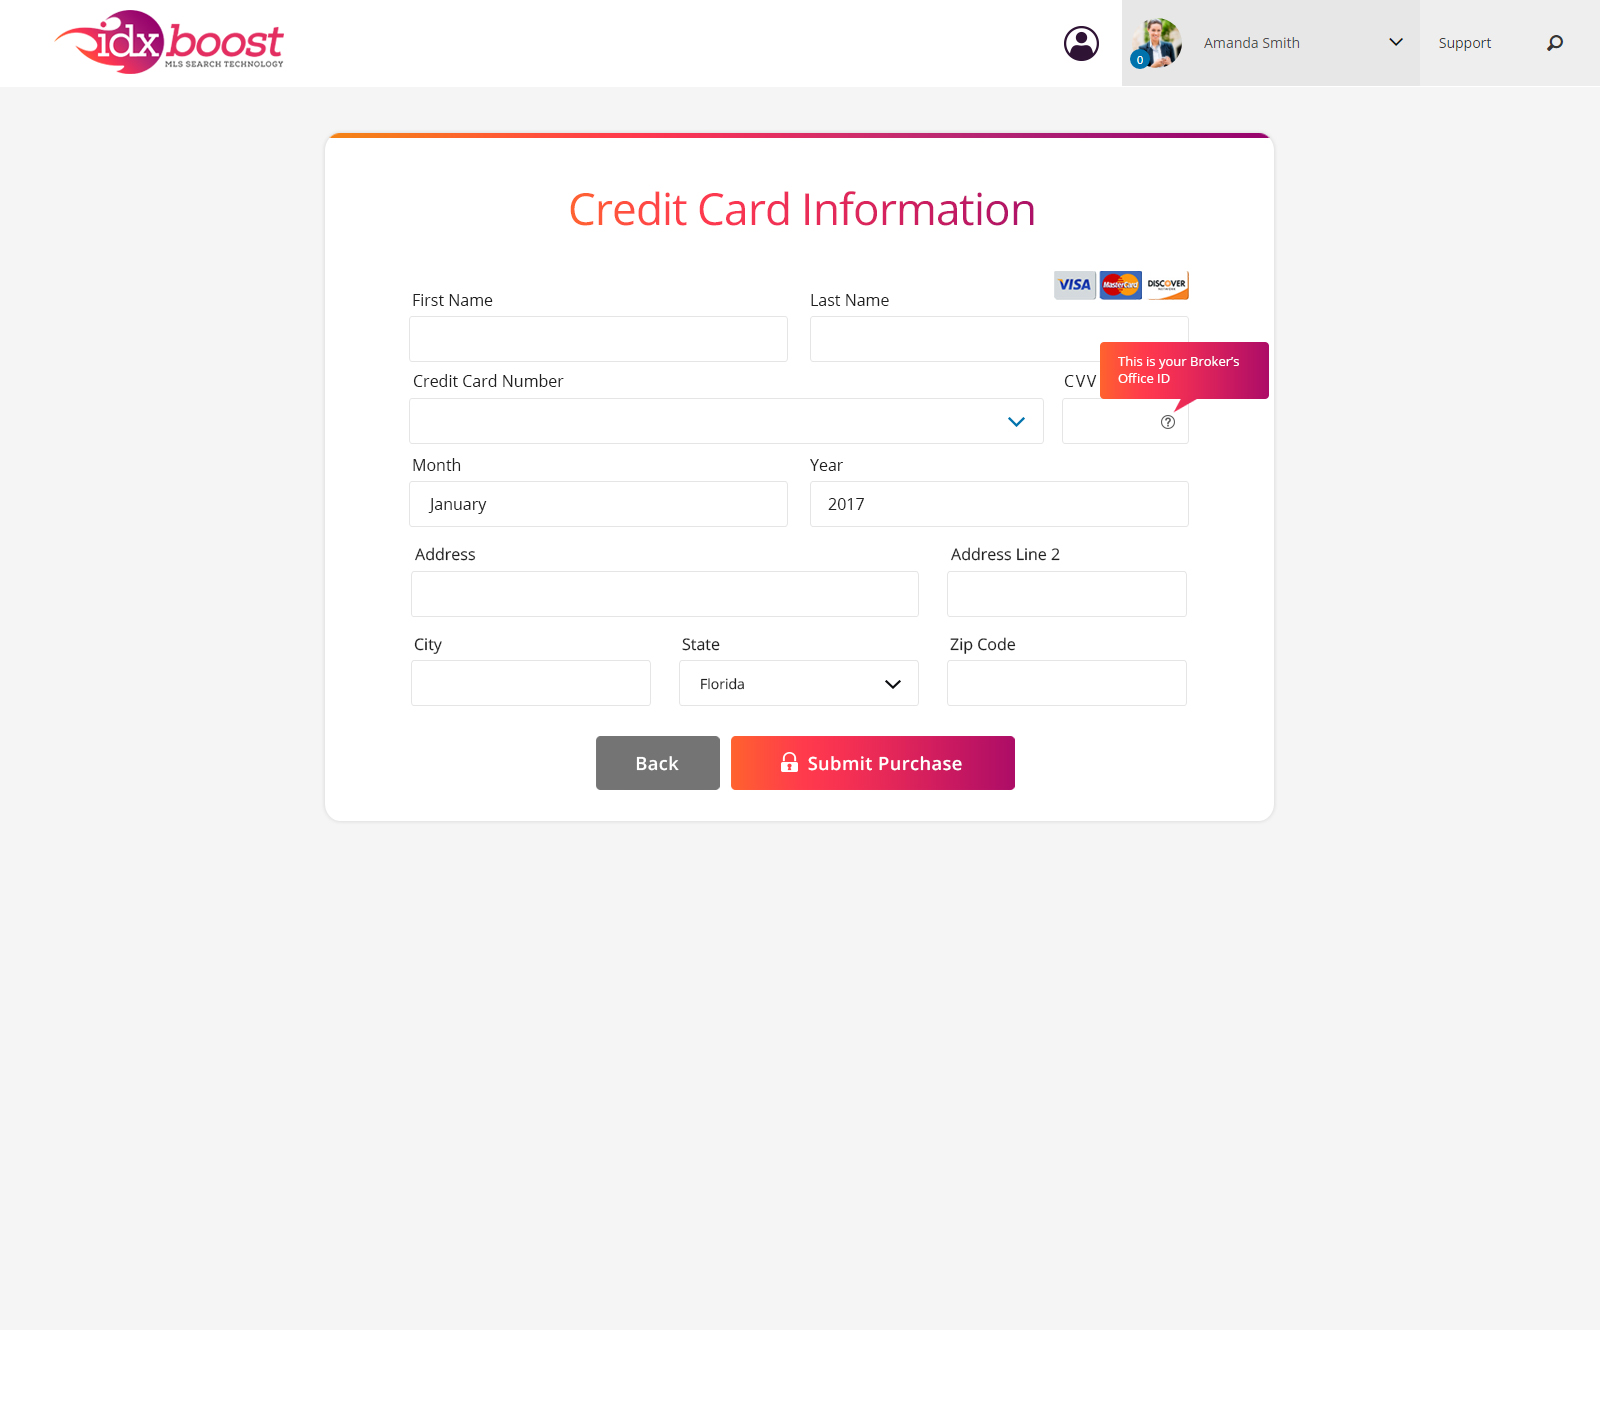 idxboost
MLS SEARCH TECHNOLOGY
0
Amanda Smith
Support
Credit Card Information
VISA
MasterCard
DISCOVER
First Name
Last Name
This is your Broker's
Office ID
Credit Card Number
CVV
?
Month
Year
January
2017
Address
Address Line 2
City
State
Zip Code
Florida
Back
Submit Purchase